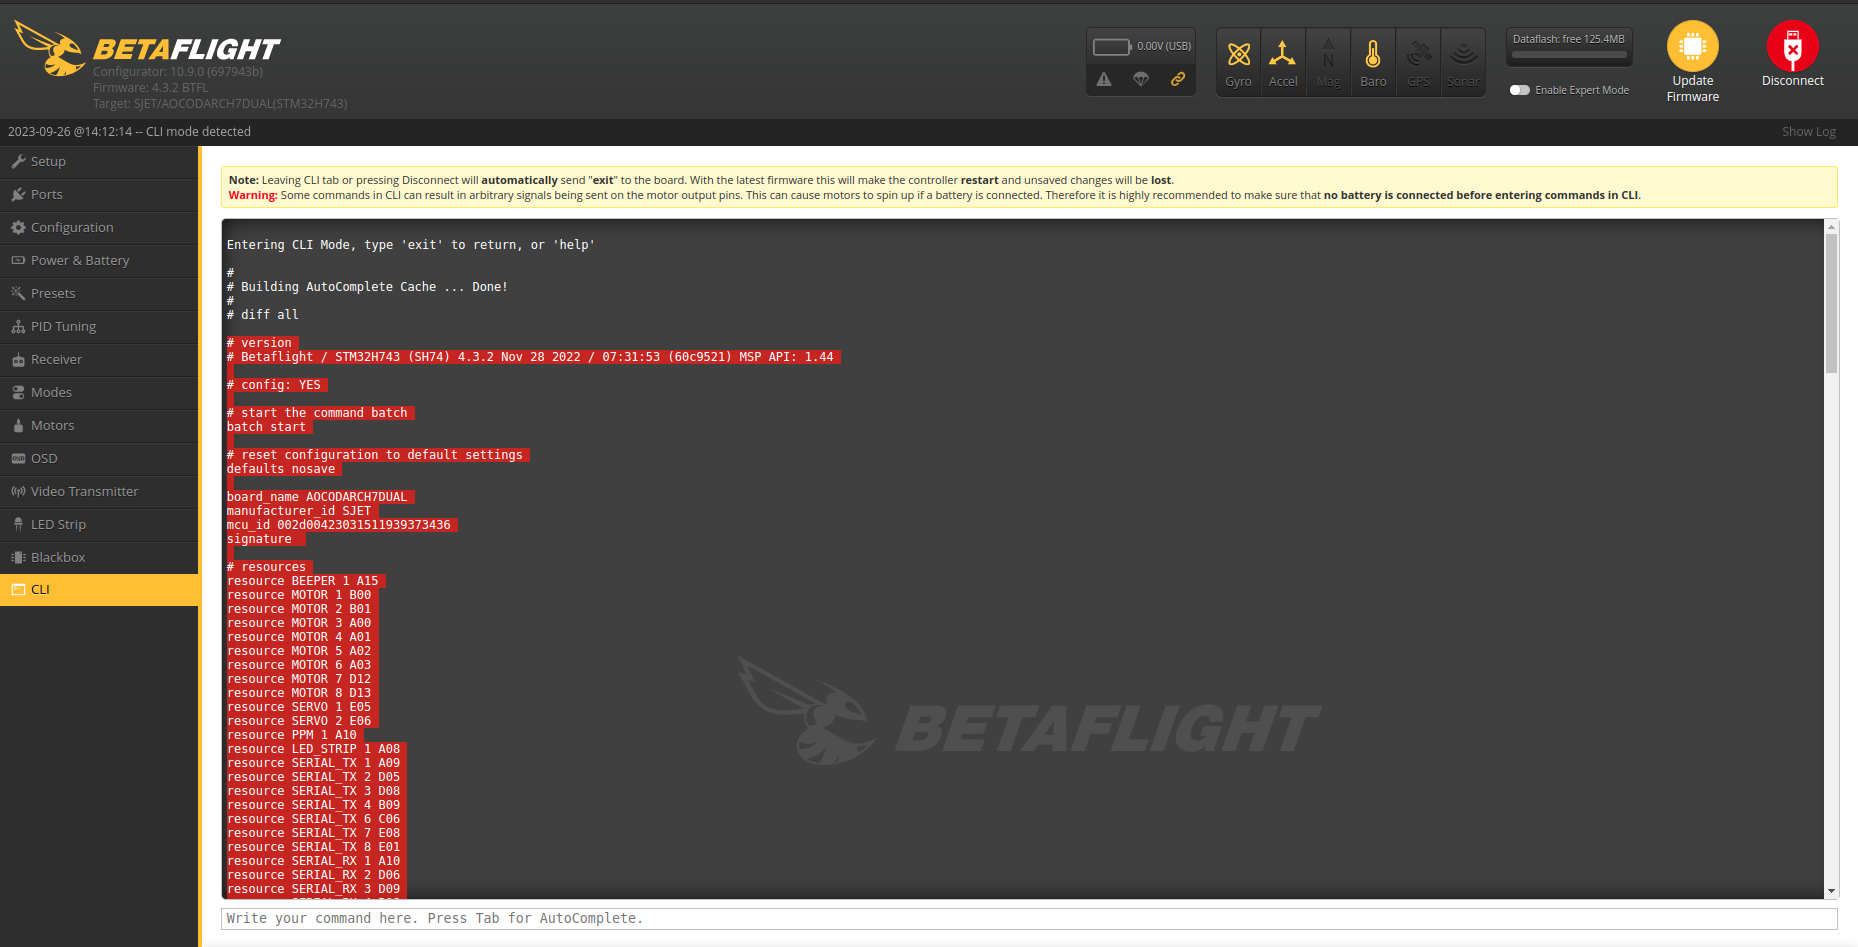 BETAFLIGHT
Configurator: 10.9.0 (697943b)
Firmware: 4.3.2 BTFL
Target: SJET/AOCODARCH7DUAL(STM32H743)
0.00V (USB)
Gyro
Accel
N
Mag
Baro
GPS
Sonar
Dataflash: free 125.4MB
Enable Expert Mode
Update
Firmware
Disconnect
2023-09-26 @14:12:14 -- CLI mode detected
Show Log
Setup
Ports
Configuration
Power & Battery
Presets
PID Tuning
Receiver
Modes
Motors
OSD
Video Transmitter
LED Strip
Blackbox
CLI
Note: Leaving CLI tab or pressing Disconnect will automatically send "exit" to the board. With the latest firmware this will make the controller restart and unsaved changes will be lost.
Warning: Some commands in CLI can result in arbitrary signals being sent on the motor output pins. This can cause motors to spin up if a battery is connected. Therefore it is highly recommended to make sure that no battery is connected before entering commands in CLI.
Entering CLI Mode, type 'exit' to return, or 'help'
#
# Building AutoComplete Cache ... Done!
#
# diff all
# version
# Betaflight / STM32H743 (SH74) 4.3.2 Nov 28 2022 / 07:31:53 (60c9521) MSP API: 1.44
# config: YES
# start the command batch
batch start
# reset configuration to default settings
defaults nosave
board_name AOCODARCH7DUAL
manufacturer_id SJET
mcu_id 002d00423031511939373436
signature
# resources
resource BEEPER 1 A15
resource MOTOR 1 B00
resource MOTOR 2 B01
resource MOTOR 3 A00
resource MOTOR 4 A01
resource MOTOR 5 A02
resource MOTOR 6 A03
resource MOTOR 7 D12
resource MOTOR 8 D13
resource SERVO 1 E05
resource SERVO 2 E06
resource PPM 1 A10
resource LED_STRIP 1 A08
resource SERIAL_TX 1 A09
resource SERIAL_TX 2 D05
resource SERIAL_TX 3 D08
resource SERIAL_TX 4 B09
resource SERIAL_TX 6 C06
resource SERIAL_TX 7 E08
resource SERIAL_TX 8 E01
resource SERIAL_RX 1 A10
resource SERIAL_RX 2 D06
resource SERIAL_RX 3 D09
BETAFLIGHT
Write your command here. Press Tab for AutoComplete.